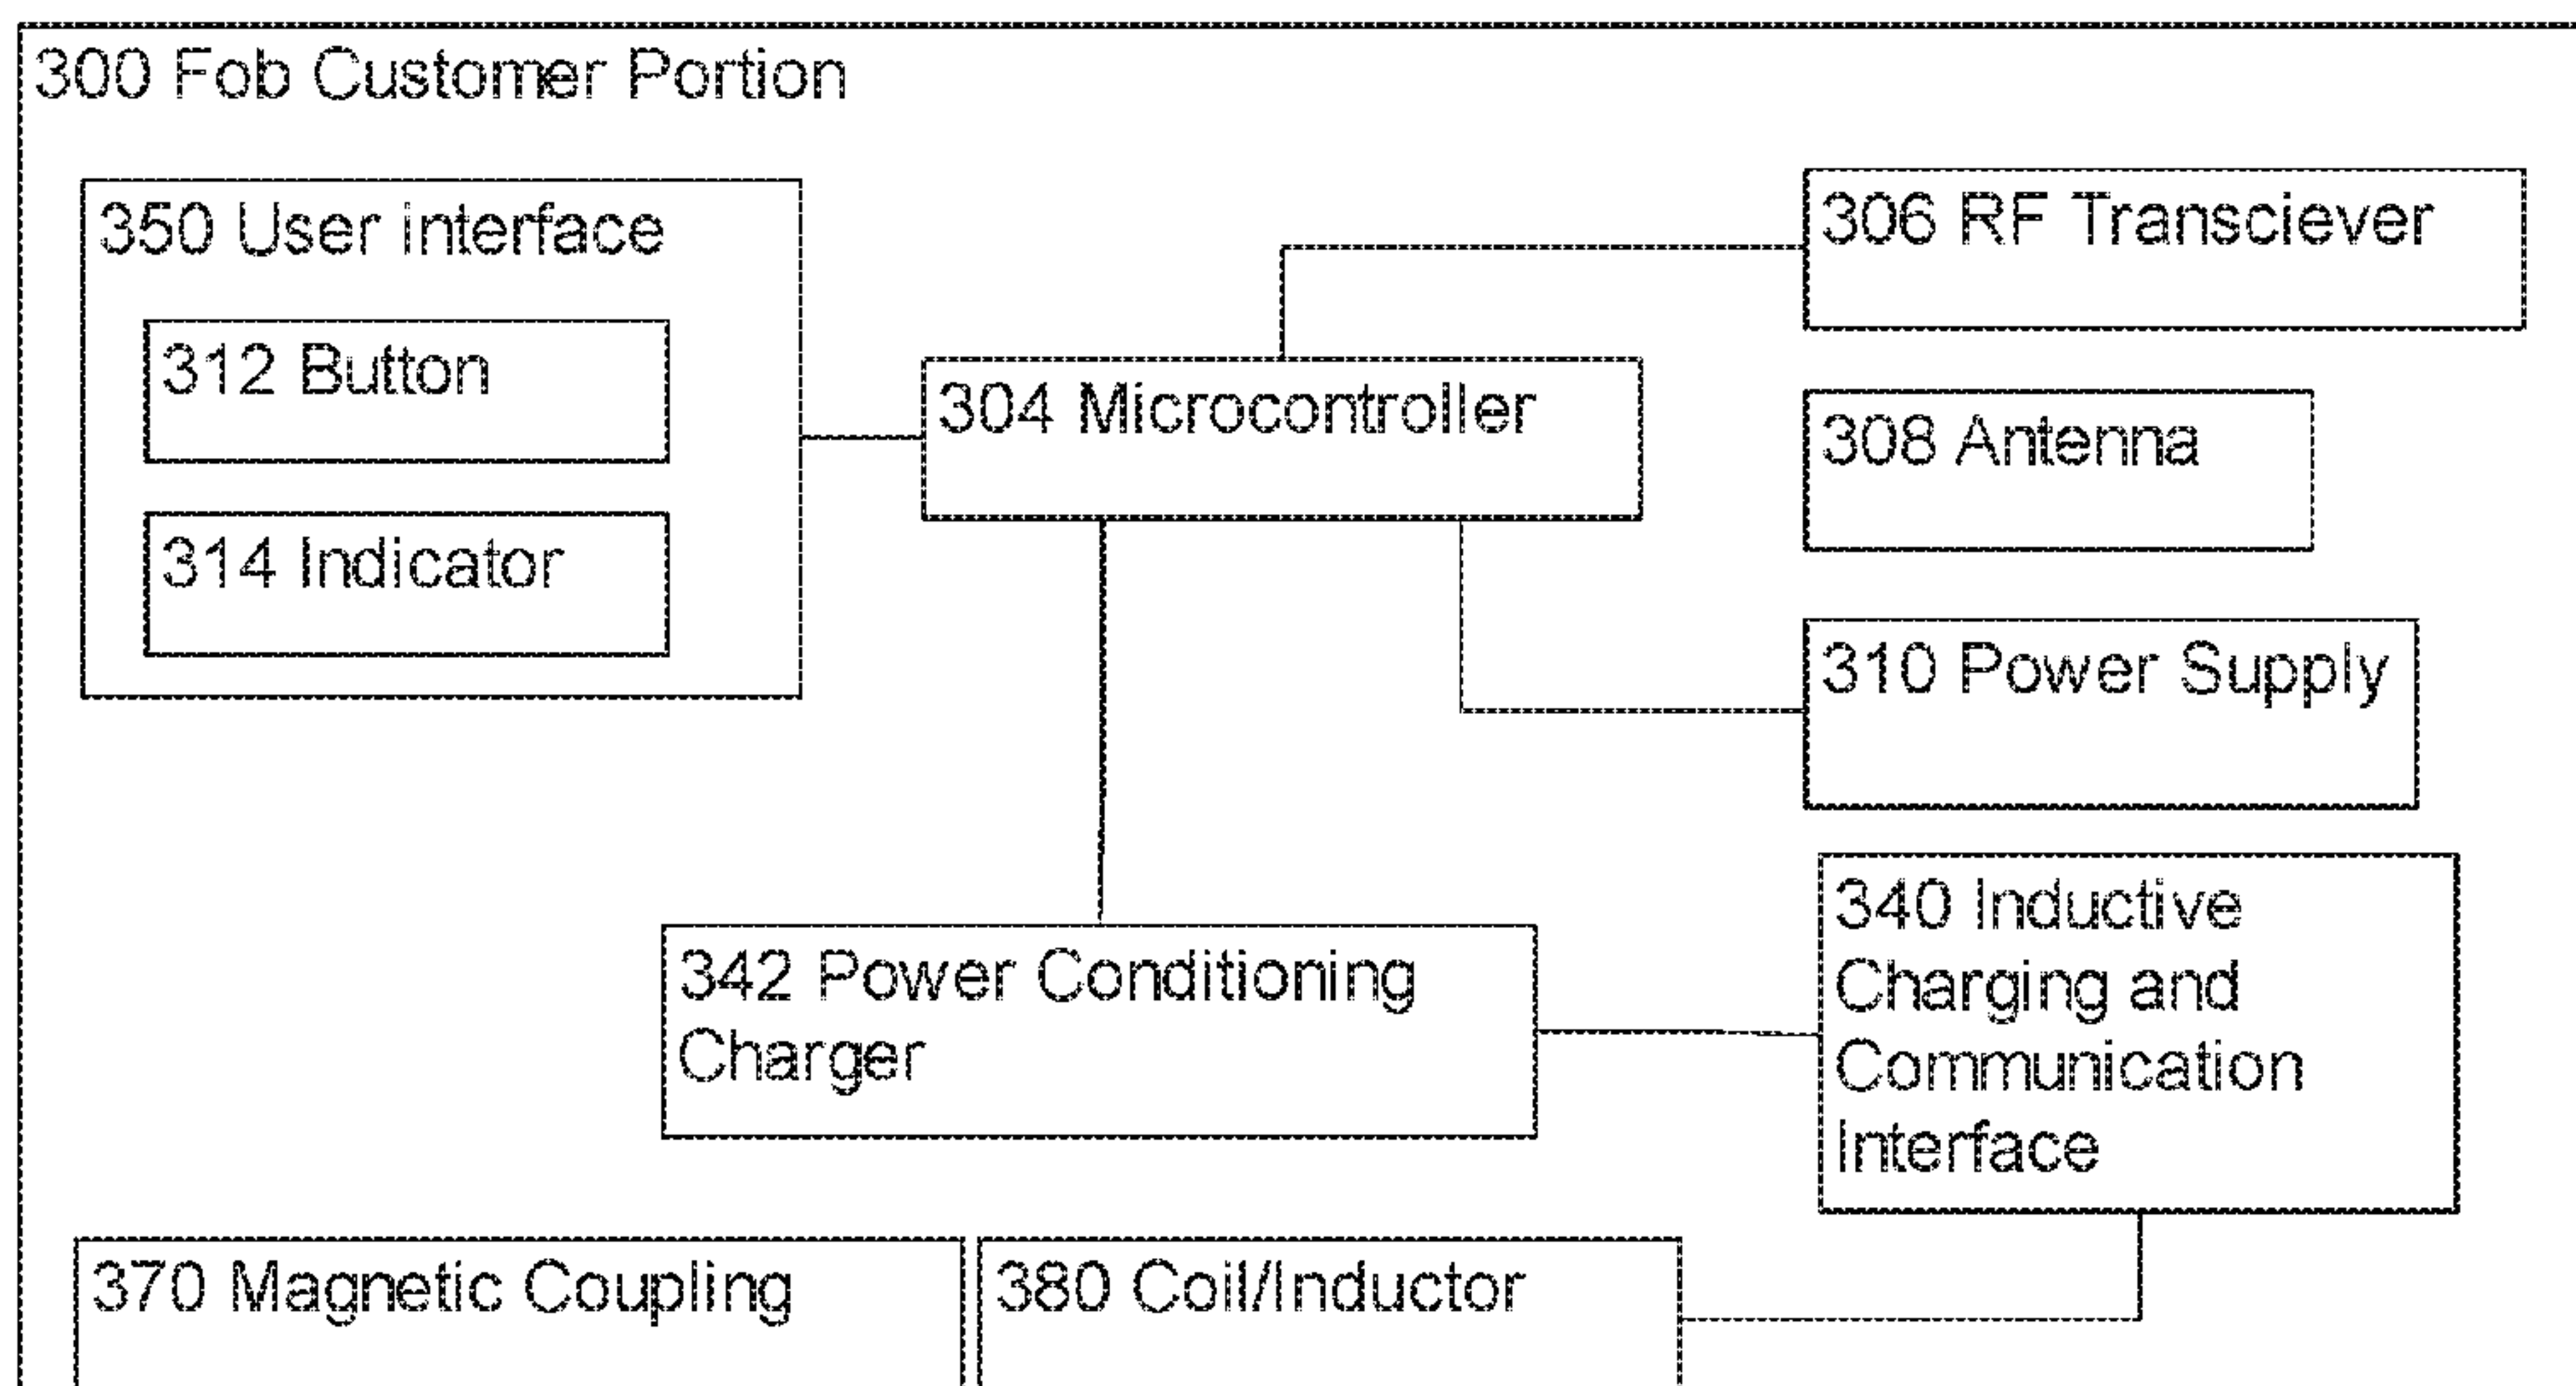 300 Fob Customer Portion
350 User interface
312 Button
314 Indicator
304 Microcontroller
306 RF Transciever
308 Antenna
310 Power Supply
342 Power Conditioning
Charger
340 Inductive
Charging and
Communication
Interface
370 Magnetic Coupling
380 Coil/Inductor